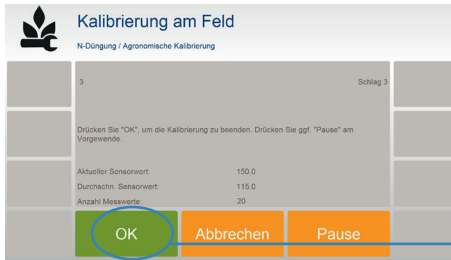 Kalibrierung am Feld
N-Düngung / Agronomische Kalibrierung
3 Schlag 3
Drücken Sie "OK", um die Kalibrierung zu beenden. Drücken Sie ggf. "Pause" am
Vorgewende.
Aktueller Sensorwert: 150.0
Durchschn. Sensorwert: 115.0
Anzahl Messwerte: 20
OK Abbrechen Pause